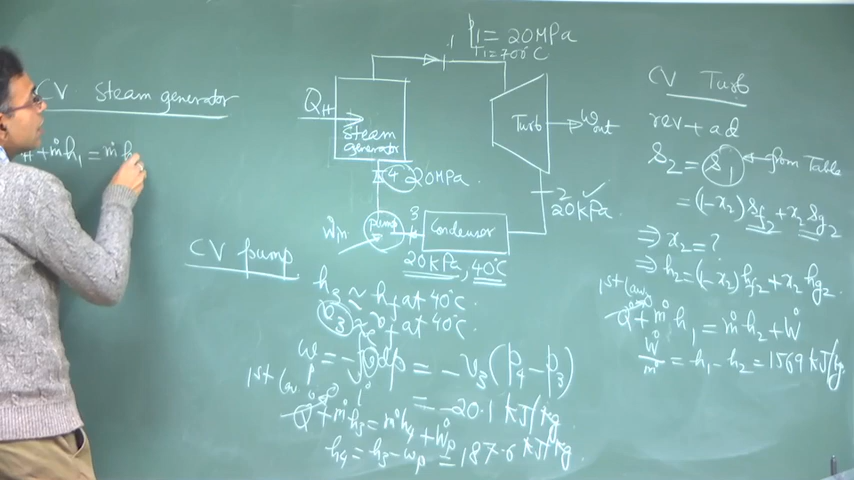 CV Steam generator
+ ṁh₁ = ṁh
1 P₁ = 20MPa
T₁ = 700°C
Q_H
Steam
generator
Turb
Wout
4 20MPa
2
20kPa
3
Win
pump
Condenser
20kPa, 40°C
CV pump
h₃ ≈ hf at 40°C
v₃ ≈ vf at 40°C
wp = -∫vdp = -v₃(p₄-p₃)
= -20.1 kJ/kg
1st law
Q̇ + ṁh₃ = ṁh₄ + Ẇp
h₄ = h₃ - wp = 187.6 kJ/kg
CV Turb
rev + ad
S₂ = S₁ from Table
= (1-x₂) Sf₂ + x₂ Sg₂
⇒ x₂ = ?
⇒ h₂ = (1-x₂) hf₂ + x₂ hg₂
1st law
Q̇ + ṁh₁ = ṁh₂ + Ẇ
Ẇ/ṁ = h₁ - h₂ = 1569 kJ/kg